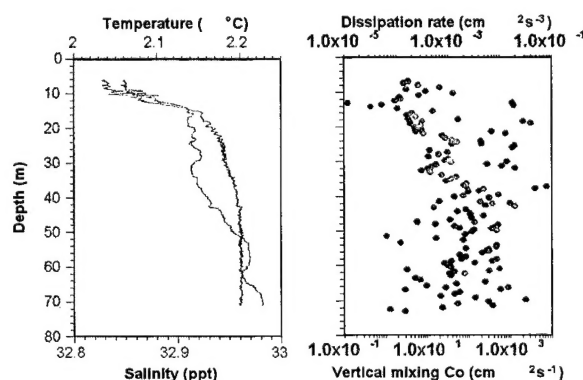 Temperature ( °C)
2 2.1 2.2
0
10
20
30
40
50
60
70
80
Depth (m)
32.8 32.9 33
Salinity (ppt)
Dissipation rate (cm 2s-3)
1.0x10 -5 1.0x10 -3 1.0x10 -1
1.0x10 -1 1.0x10 1 1.0x10 3
Vertical mixing Co (cm 2s-1)